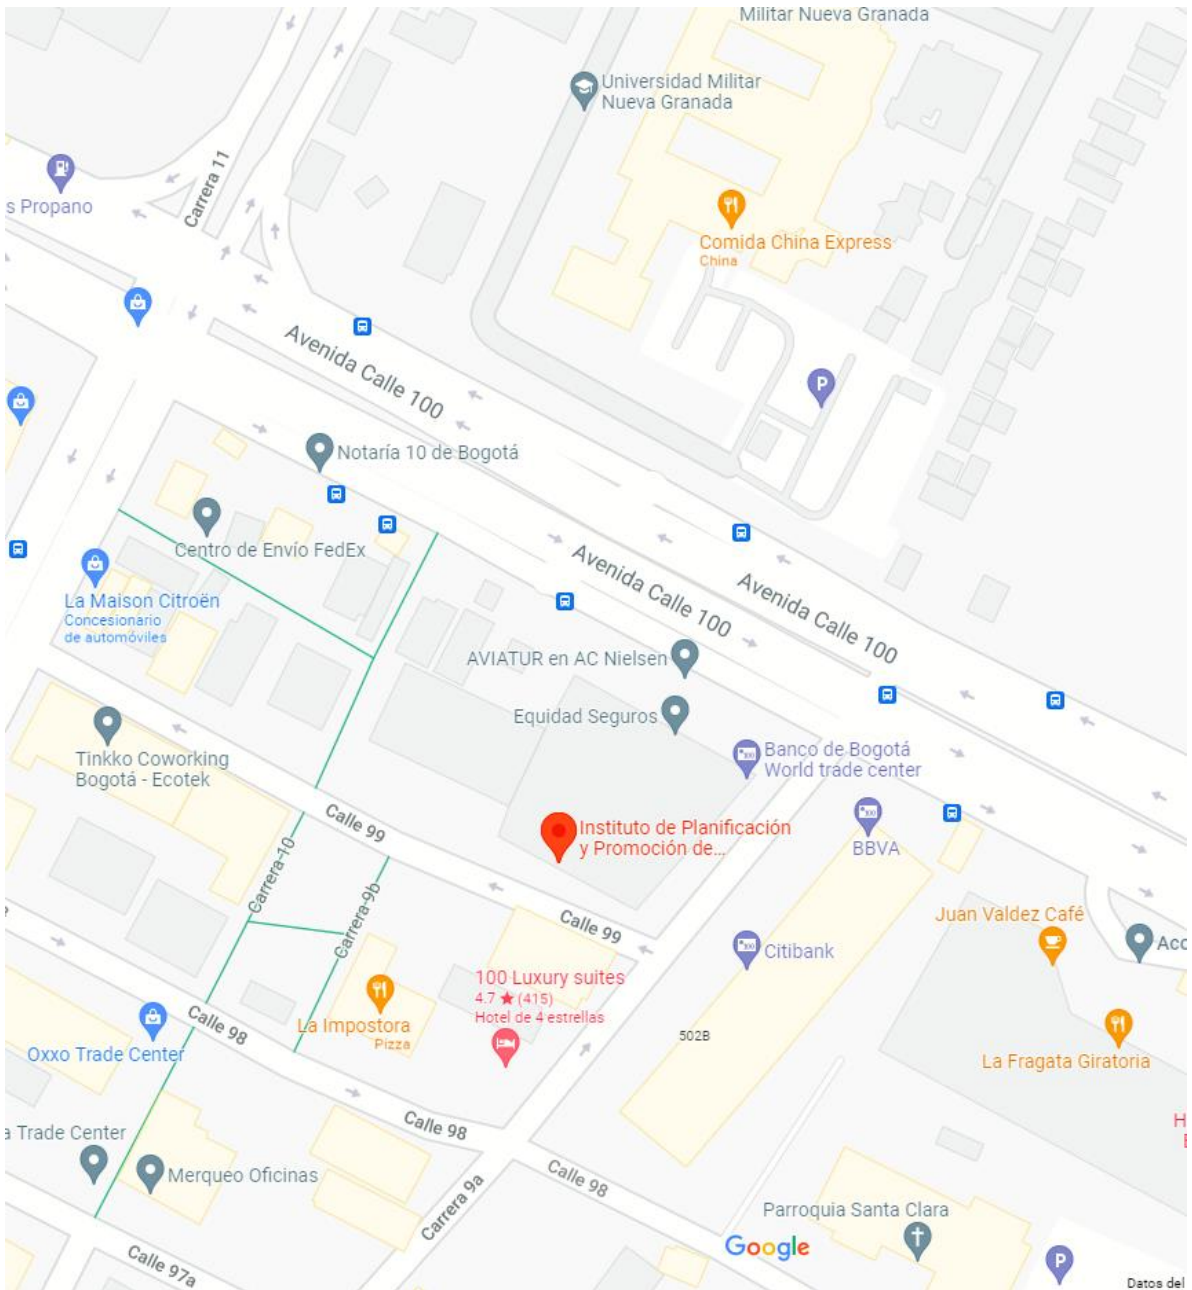 Militar Nueva Granada
Universidad Militar
Nueva Granada
Carrera 11
s Propano
Comida China Express
China
Avenida Calle 100
Notaría 10 de Bogotá
Centro de Envío FedEx
Avenida Calle 100
Avenida Calle 100
La Maison Citroën
Concesionario
de automóviles
AVIATUR en AC Nielsen
Equidad Seguros
Tinkko Coworking
Bogotá - Ecotek
Banco de Bogotá
World trade center
Calle 99
Instituto de Planificación
y Promoción de...
BBVA
Carrera 10
Carrera 9b
Calle 99
Juan Valdez Café
Acc
Citibank
100 Luxury suites
4.7 ★ (415)
Hotel de 4 estrellas
Calle 98
La Impostora
Pizza
502B
Oxxo Trade Center
La Fragata Giratoria
Calle 98
a Trade Center
H
Merqueo Oficinas
Calle 98
Carrera 9a
Parroquia Santa Clara
Google
Calle 97a
Datos del